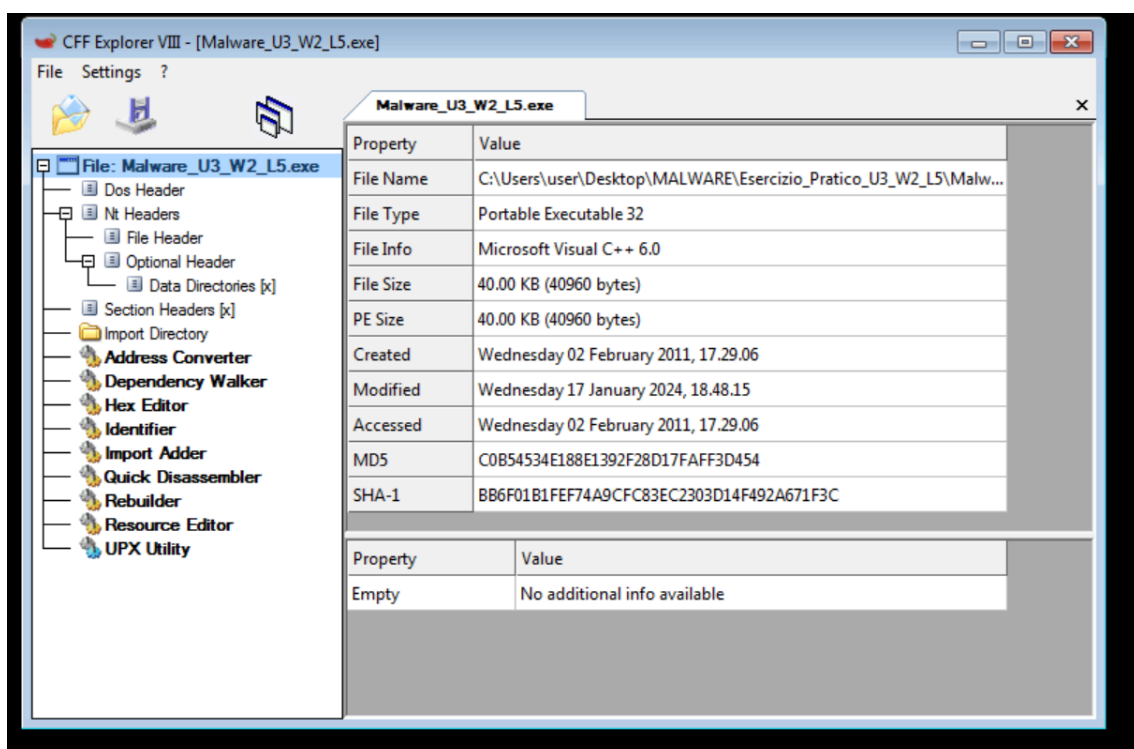 CFF Explorer VIII - [Malware_U3_W2_L5.exe]
File Settings ?
Malware_U3_W2_L5.exe
File: Malware_U3_W2_L5.exe
Dos Header
Nt Headers
File Header
Optional Header
Data Directories [x]
Section Headers [x]
Import Directory
Address Converter
Dependency Walker
Hex Editor
Identifier
Import Adder
Quick Disassembler
Rebuilder
Resource Editor
UPX Utility
Property Value
File Name C:\Users\user\Desktop\MALWARE\Esercizio_Pratico_U3_W2_L5\Malw...
File Type Portable Executable 32
File Info Microsoft Visual C++ 6.0
File Size 40.00 KB (40960 bytes)
PE Size 40.00 KB (40960 bytes)
Created Wednesday 02 February 2011, 17.29.06
Modified Wednesday 17 January 2024, 18.48.15
Accessed Wednesday 02 February 2011, 17.29.06
MD5 C0B54534E188E1392F28D17FAFF3D454
SHA-1 BB6F01B1FEF74A9CFC83EC2303D14F492A671F3C
Property Value
Empty No additional info available